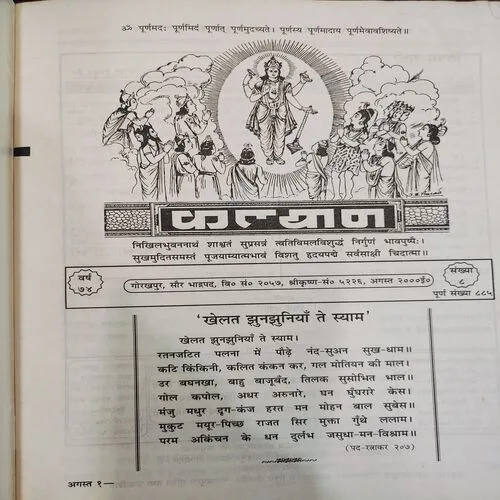 ॐ पूर्णमदः पूर्णमिदं पूर्णात् पूर्णमुदच्यते। पूर्णस्य पूर्णमादाय पूर्णमेवावशिष्यते॥
कल्याण
निखिलभुवननाथं शाश्वतं सुप्रसन्नं त्वतिविमलविशुद्धं निर्गुणं भावपुष्पैः।
सुखमुदितसमस्तं पूजयाम्यात्मभावं विशतु हृदयपद्मे सर्वसाक्षी चिदात्मा॥
वर्ष
७४
गोरखपुर, सौर भाद्रपद, वि० सं० २०५७, श्रीकृष्ण-सं० ५२२६, अगस्त २०००ई०
संख्या
८
पूर्ण संख्या ८८५
'खेलत झुनझुनियाँ ते स्याम'
खेलत झुनझुनियाँ ते स्याम।
रतनजटित पलना में पौढ़े नंद-सुअन सुख-धाम॥
कटि किंकिनी, कलित कंकन कर, गल मोतियन की माल।
उर बघनखा, बाहु बाजूबंद, तिलक सुसोभित भाल॥
गोल कपोल, अधर अरुनारे, घन घुँघरारे केस।
मंजु मधुर दृग-कंज हरत मन मोहन बाल सुबेस॥
मुकुट मयूर-पिच्छ राजत सिर मुक्ता गुँथे ललाम।
परम अकिंचन के धन दुर्लभ जसुधा-मन-विश्राम॥
(पद-रत्नाकर २०७)
अगस्त १—